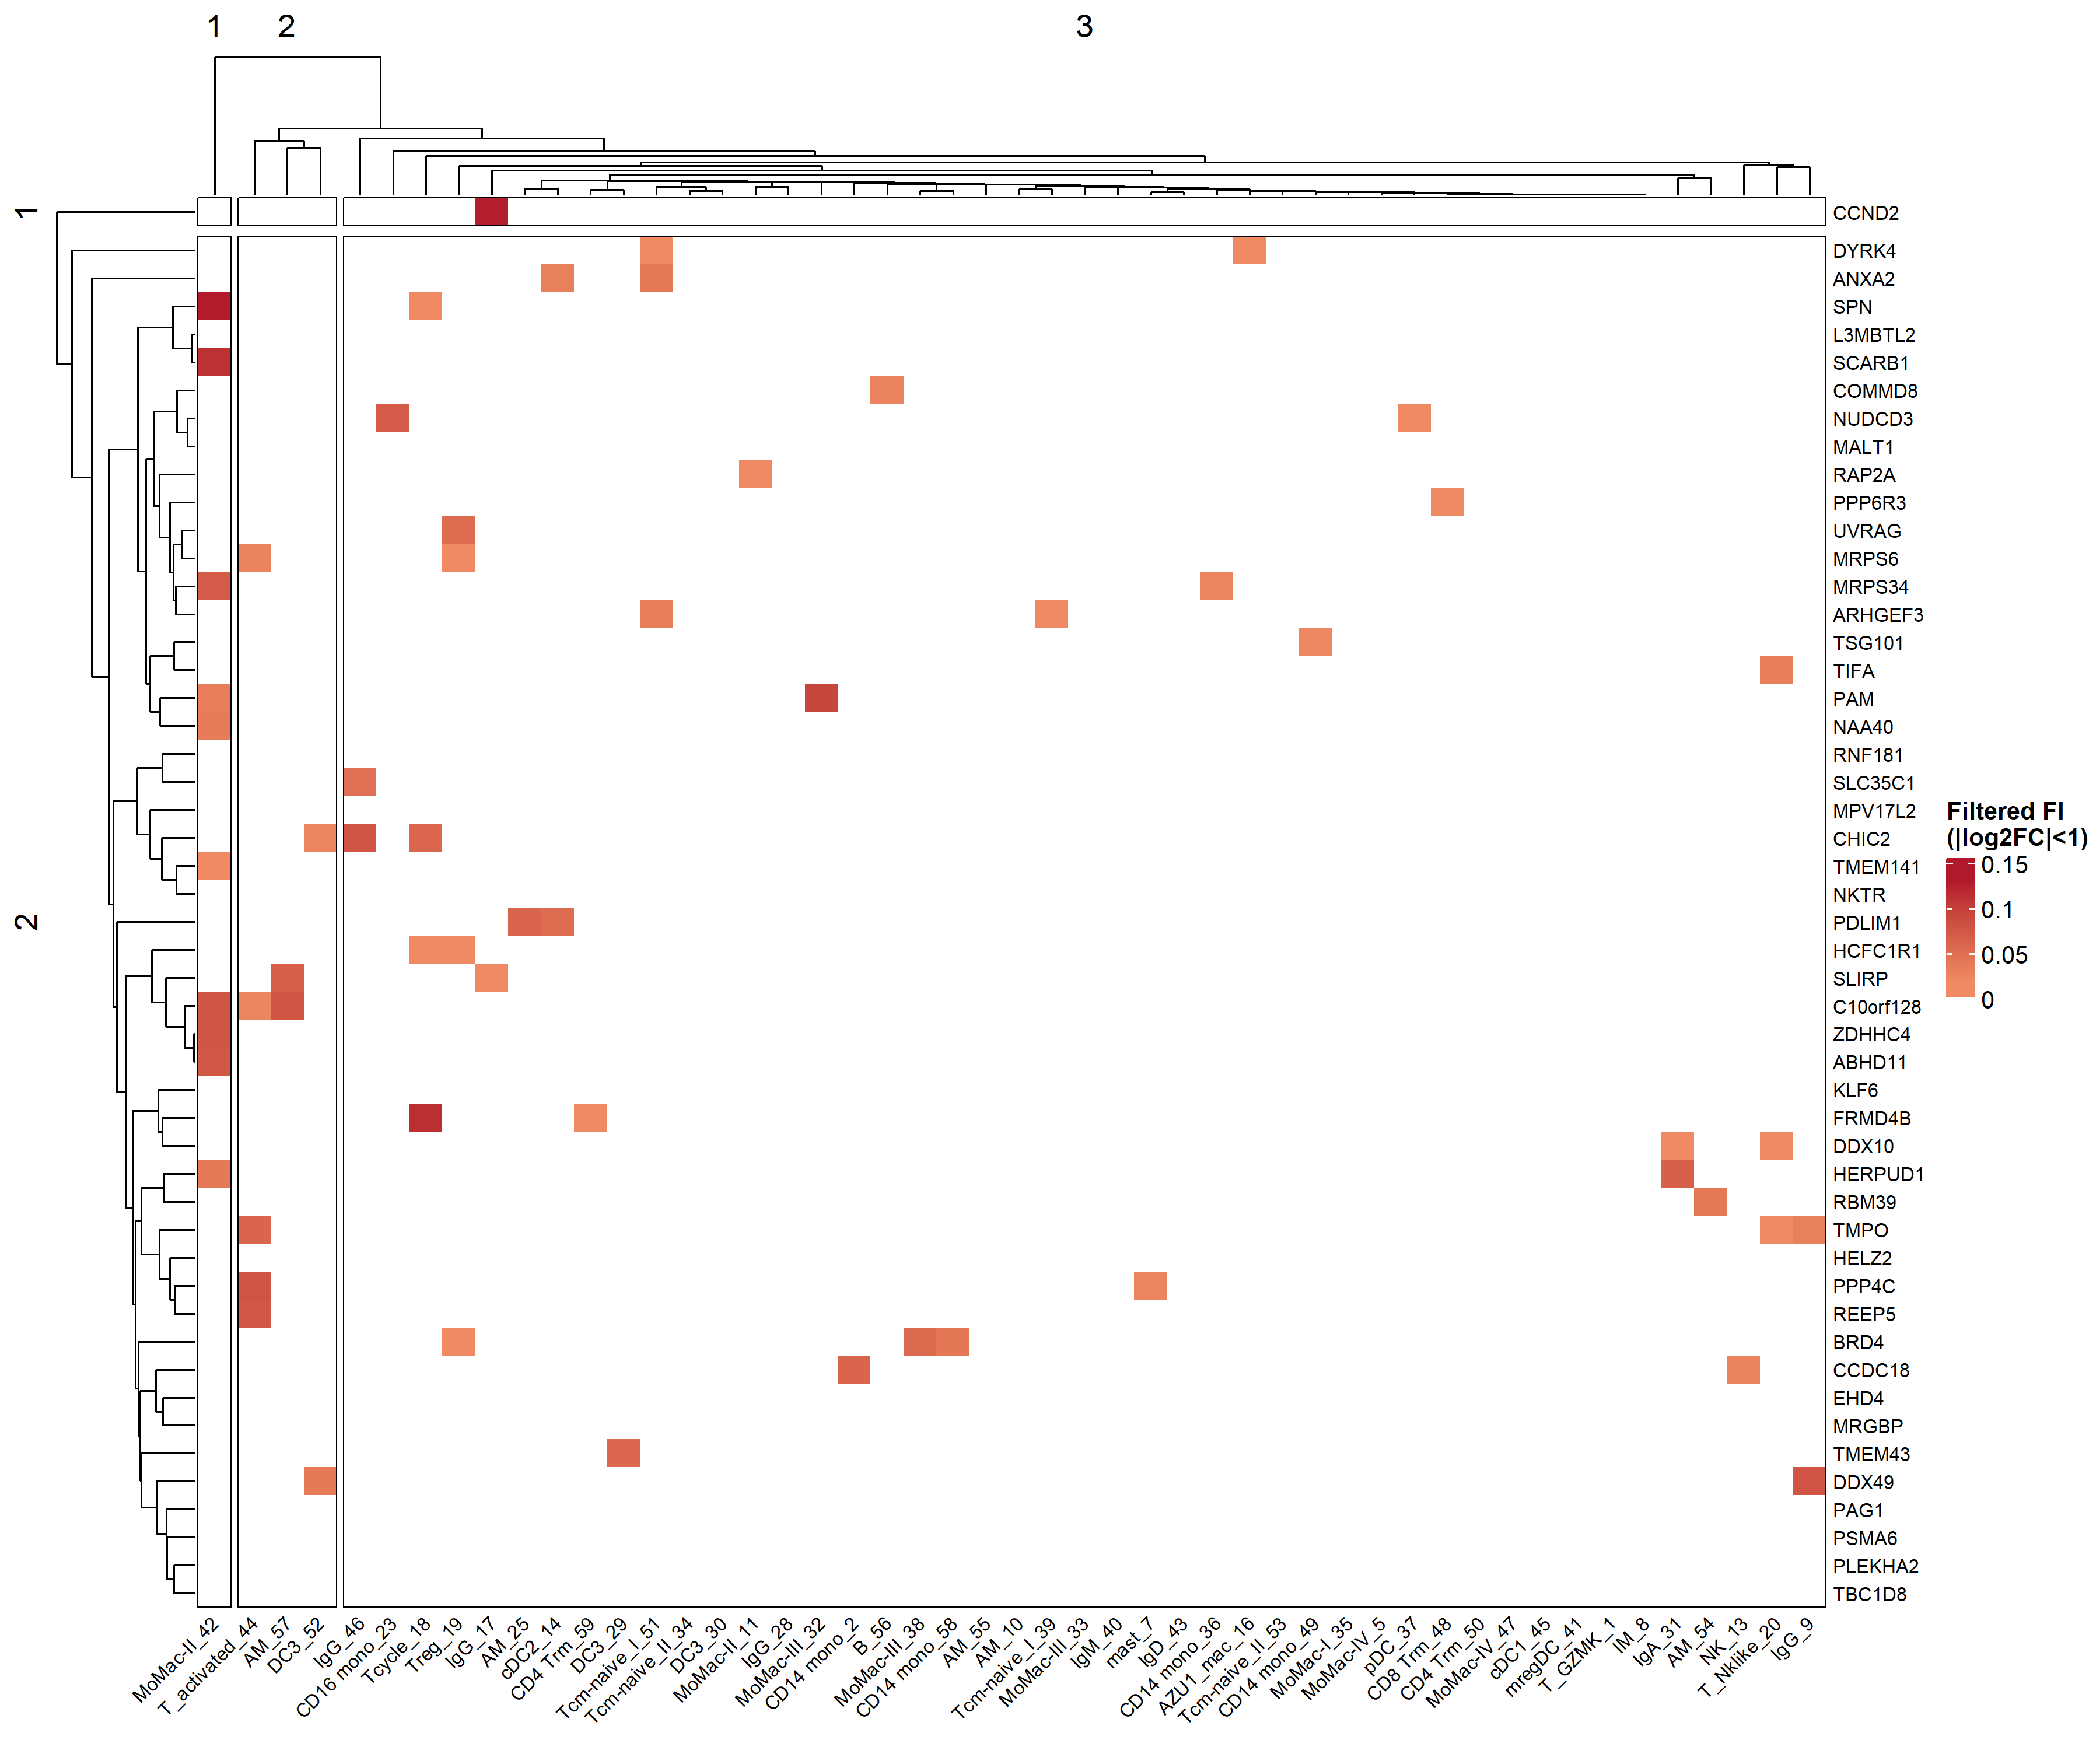 1
2
3
1
2
CCND2
DYRK4
ANXA2
SPN
L3MBTL2
SCARB1
COMMD8
NUDCD3
MALT1
RAP2A
PPP6R3
UVRAG
MRPS6
MRPS34
ARHGEF3
TSG101
TIFA
PAM
NAA40
RNF181
SLC35C1
MPV17L2
CHIC2
TMEM141
NKTR
PDLIM1
HCFC1R1
SLIRP
C10orf128
ZDHHC4
ABHD11
KLF6
FRMD4B
DDX10
HERPUD1
RBM39
TMPO
HELZ2
PPP4C
REEP5
BRD4
CCDC18
EHD4
MRGBP
TMEM43
DDX49
PAG1
PSMA6
PLEKHA2
TBC1D8
Filtered FI
(|log2FC|<1)
0.15
0.1
0.05
0
MoMac-II_42
T_activated_44
AM_57
DC3_52
IgG_46
CD16 mono_23
Tcycle_18
Treg_19
IgG_17
AM_25
cDC2_14
CD4 Trm_59
DC3_29
Tcm-naive_I_51
Tcm-naive_II_34
DC3_30
MoMac-II_11
IgG_28
MoMac-III_32
CD14 mono_2
B_56
MoMac-III_38
CD14 mono_58
AM_55
AM_10
Tcm-naive_I_39
MoMac-III_33
IgM_40
mast_7
IgD_43
CD14 mono_36
AZU1_mac_16
Tcm-naive_II_53
CD14 mono_49
MoMac-I_35
MoMac-IV_5
pDC_37
CD8 Trm_48
CD4 Trm_50
MoMac-IV_47
cDC1_45
mregDC_41
T_GZMK_1
IM_8
IgA_31
AM_54
NK_13
T_Nklike_20
IgG_9